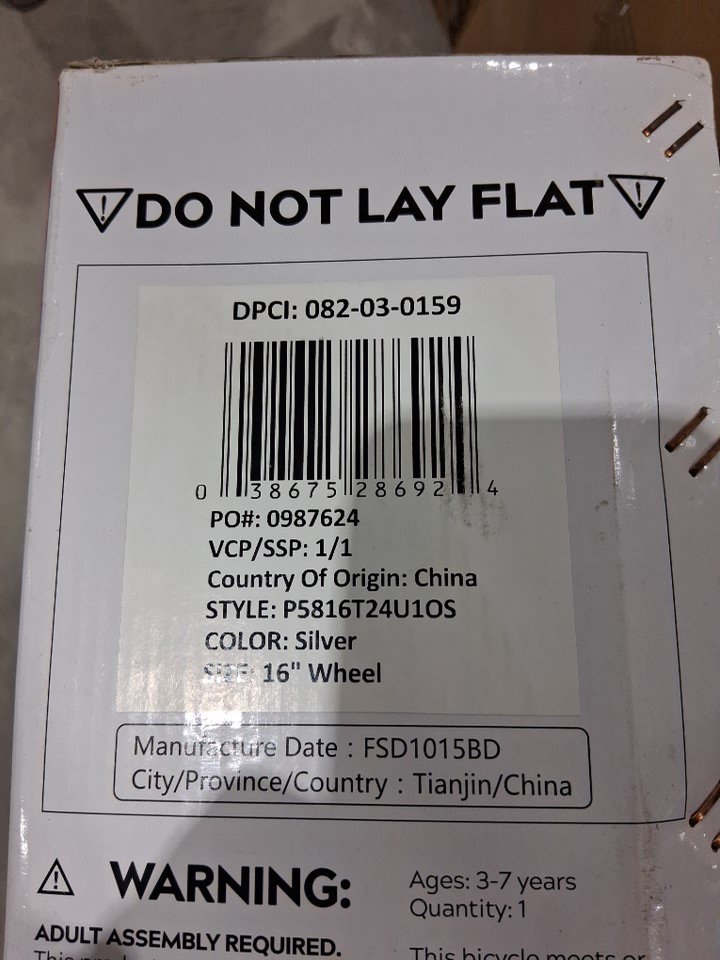 DO NOT LAY FLAT
DPCI: 082-03-0159
0 38675 28692 4
PO#: 0987624
VCP/SSP: 1/1
Country Of Origin: China
STYLE: P5816T24U1OS
COLOR: Silver
SIZE: 16" Wheel
Manufacture Date : FSD1015BD
City/Province/Country : Tianjin/China
WARNING:
Ages: 3-7 years
Quantity: 1
ADULT ASSEMBLY REQUIRED.
This
This bicycle meets or